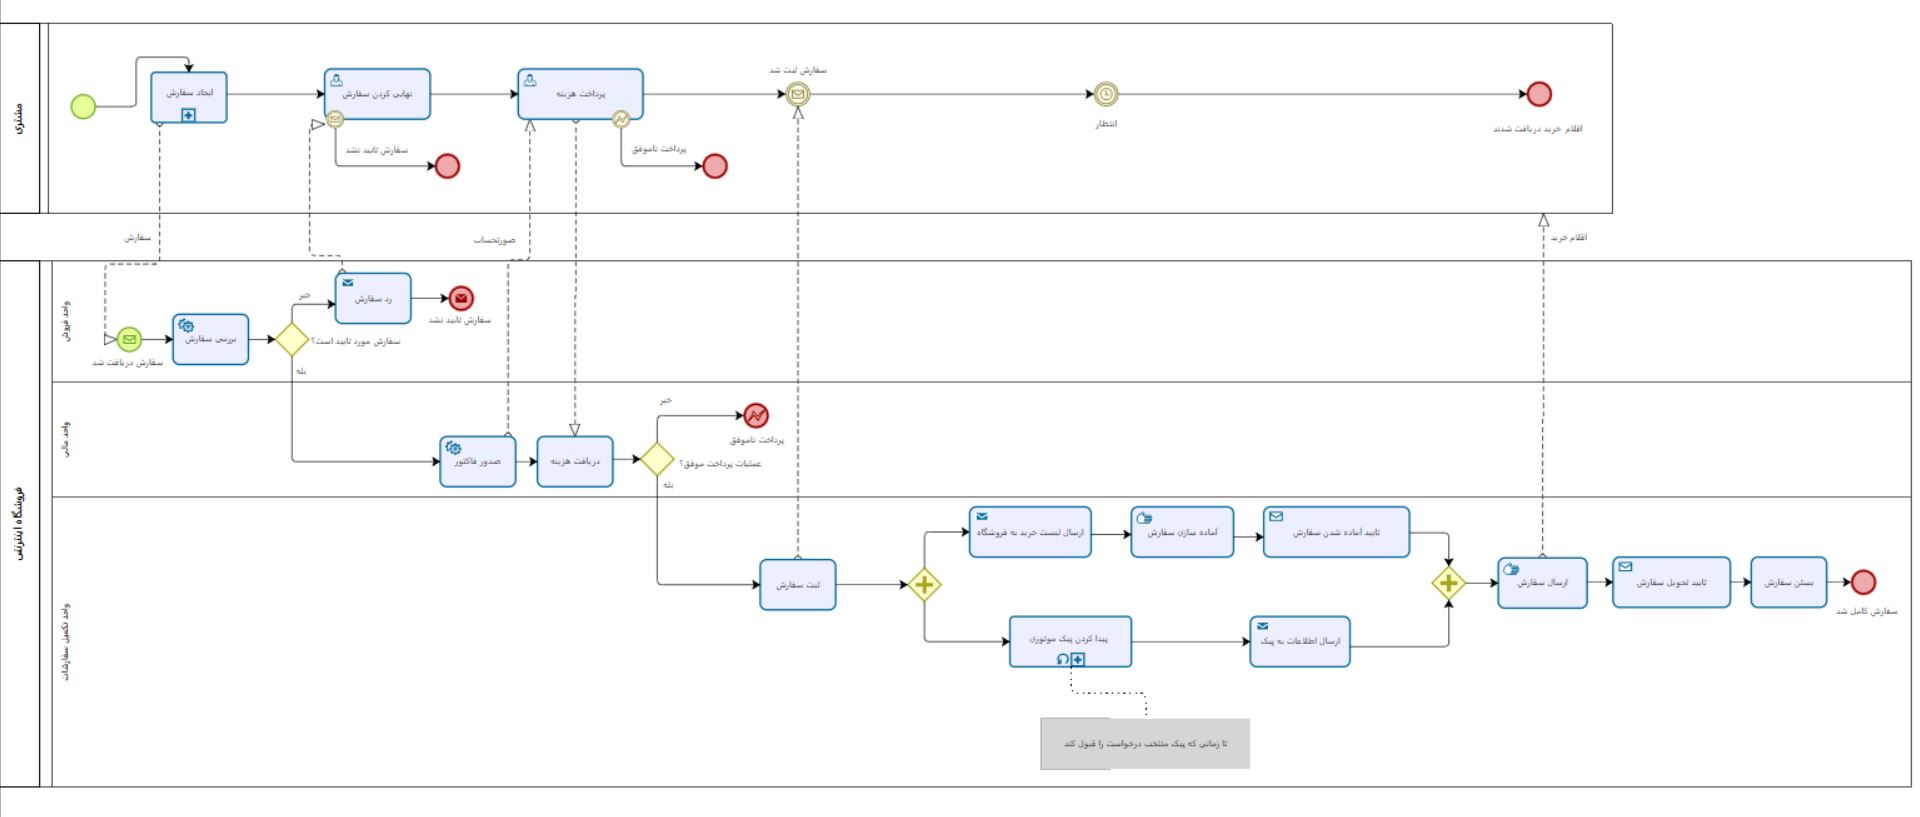 مشتری
ایجاد سفارش
نهایی کردن سفارش
سفارش تایید نشد
پرداخت هزینه
پرداخت ناموفق
سفارش ثبت شد
انتظار
اقلام خرید دریافت شدند
سفارش
صورتحساب
اقلام خرید
فروشگاه اینترنتی
واحد فروش
سفارش دریافت شد
بررسی سفارش
سفارش مورد تایید است؟
خیر
بله
رد سفارش
سفارش تایید نشد
واحد مالی
صدور فاکتور
دریافت هزینه
عملیات پرداخت موفق؟
خیر
بله
پرداخت ناموفق
واحد تکمیل سفارشات
ثبت سفارش
ارسال لیست خرید به فروشگاه
آماده سازی سفارش
تایید آماده شدن سفارش
پیدا کردن پیک موتوری
ارسال اطلاعات به پیک
تا زمانی که پیک منتخب درخواست را قبول کند
ارسال سفارش
تایید تحویل سفارش
بستن سفارش
سفارش کامل شد